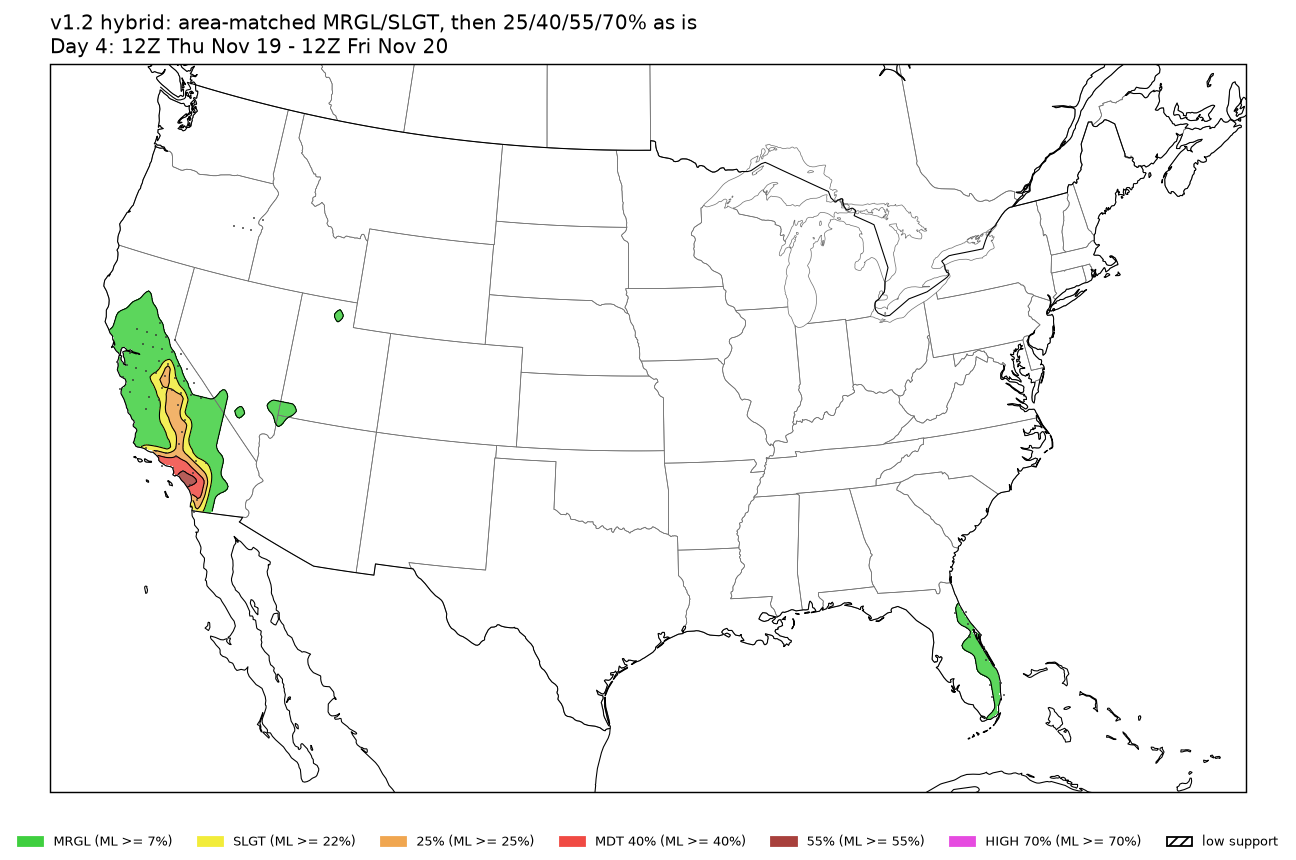 v1.2 hybrid: area-matched MRGL/SLGT, then 25/40/55/70% as is
Day 4: 12Z Thu Nov 19 - 12Z Fri Nov 20
MRGL (ML >= 7%) SLGT (ML >= 22%) 25% (ML >= 25%) MDT 40% (ML >= 40%) 55% (ML >= 55%) HIGH 70% (ML >= 70%) low support